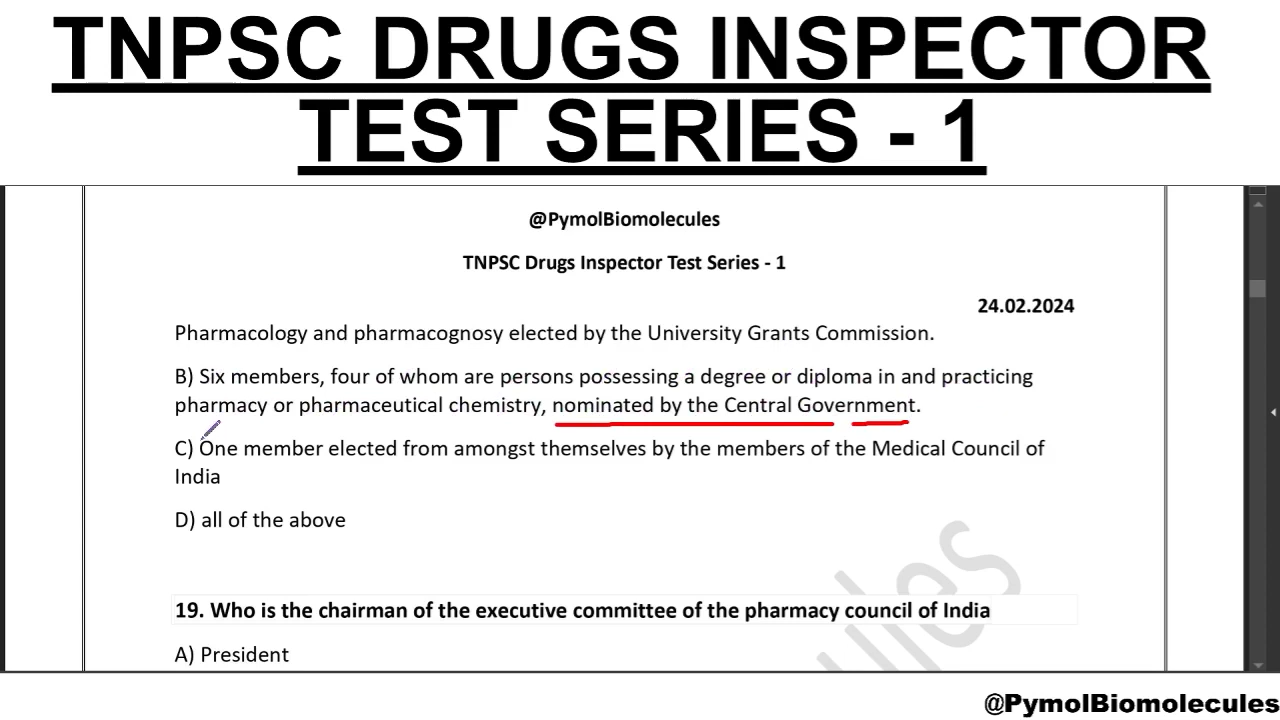 TNPSC DRUGS INSPECTOR
TEST SERIES - 1
@PymolBiomolecules
TNPSC Drugs Inspector Test Series - 1
24.02.2024
Pharmacology and pharmacognosy elected by the University Grants Commission.
B) Six members, four of whom are persons possessing a degree or diploma in and practicing
pharmacy or pharmaceutical chemistry, nominated by the Central Government.
C) One member elected from amongst themselves by the members of the Medical Council of
India
D) all of the above
19. Who is the chairman of the executive committee of the pharmacy council of India
A) President
@PymolBiomolecules